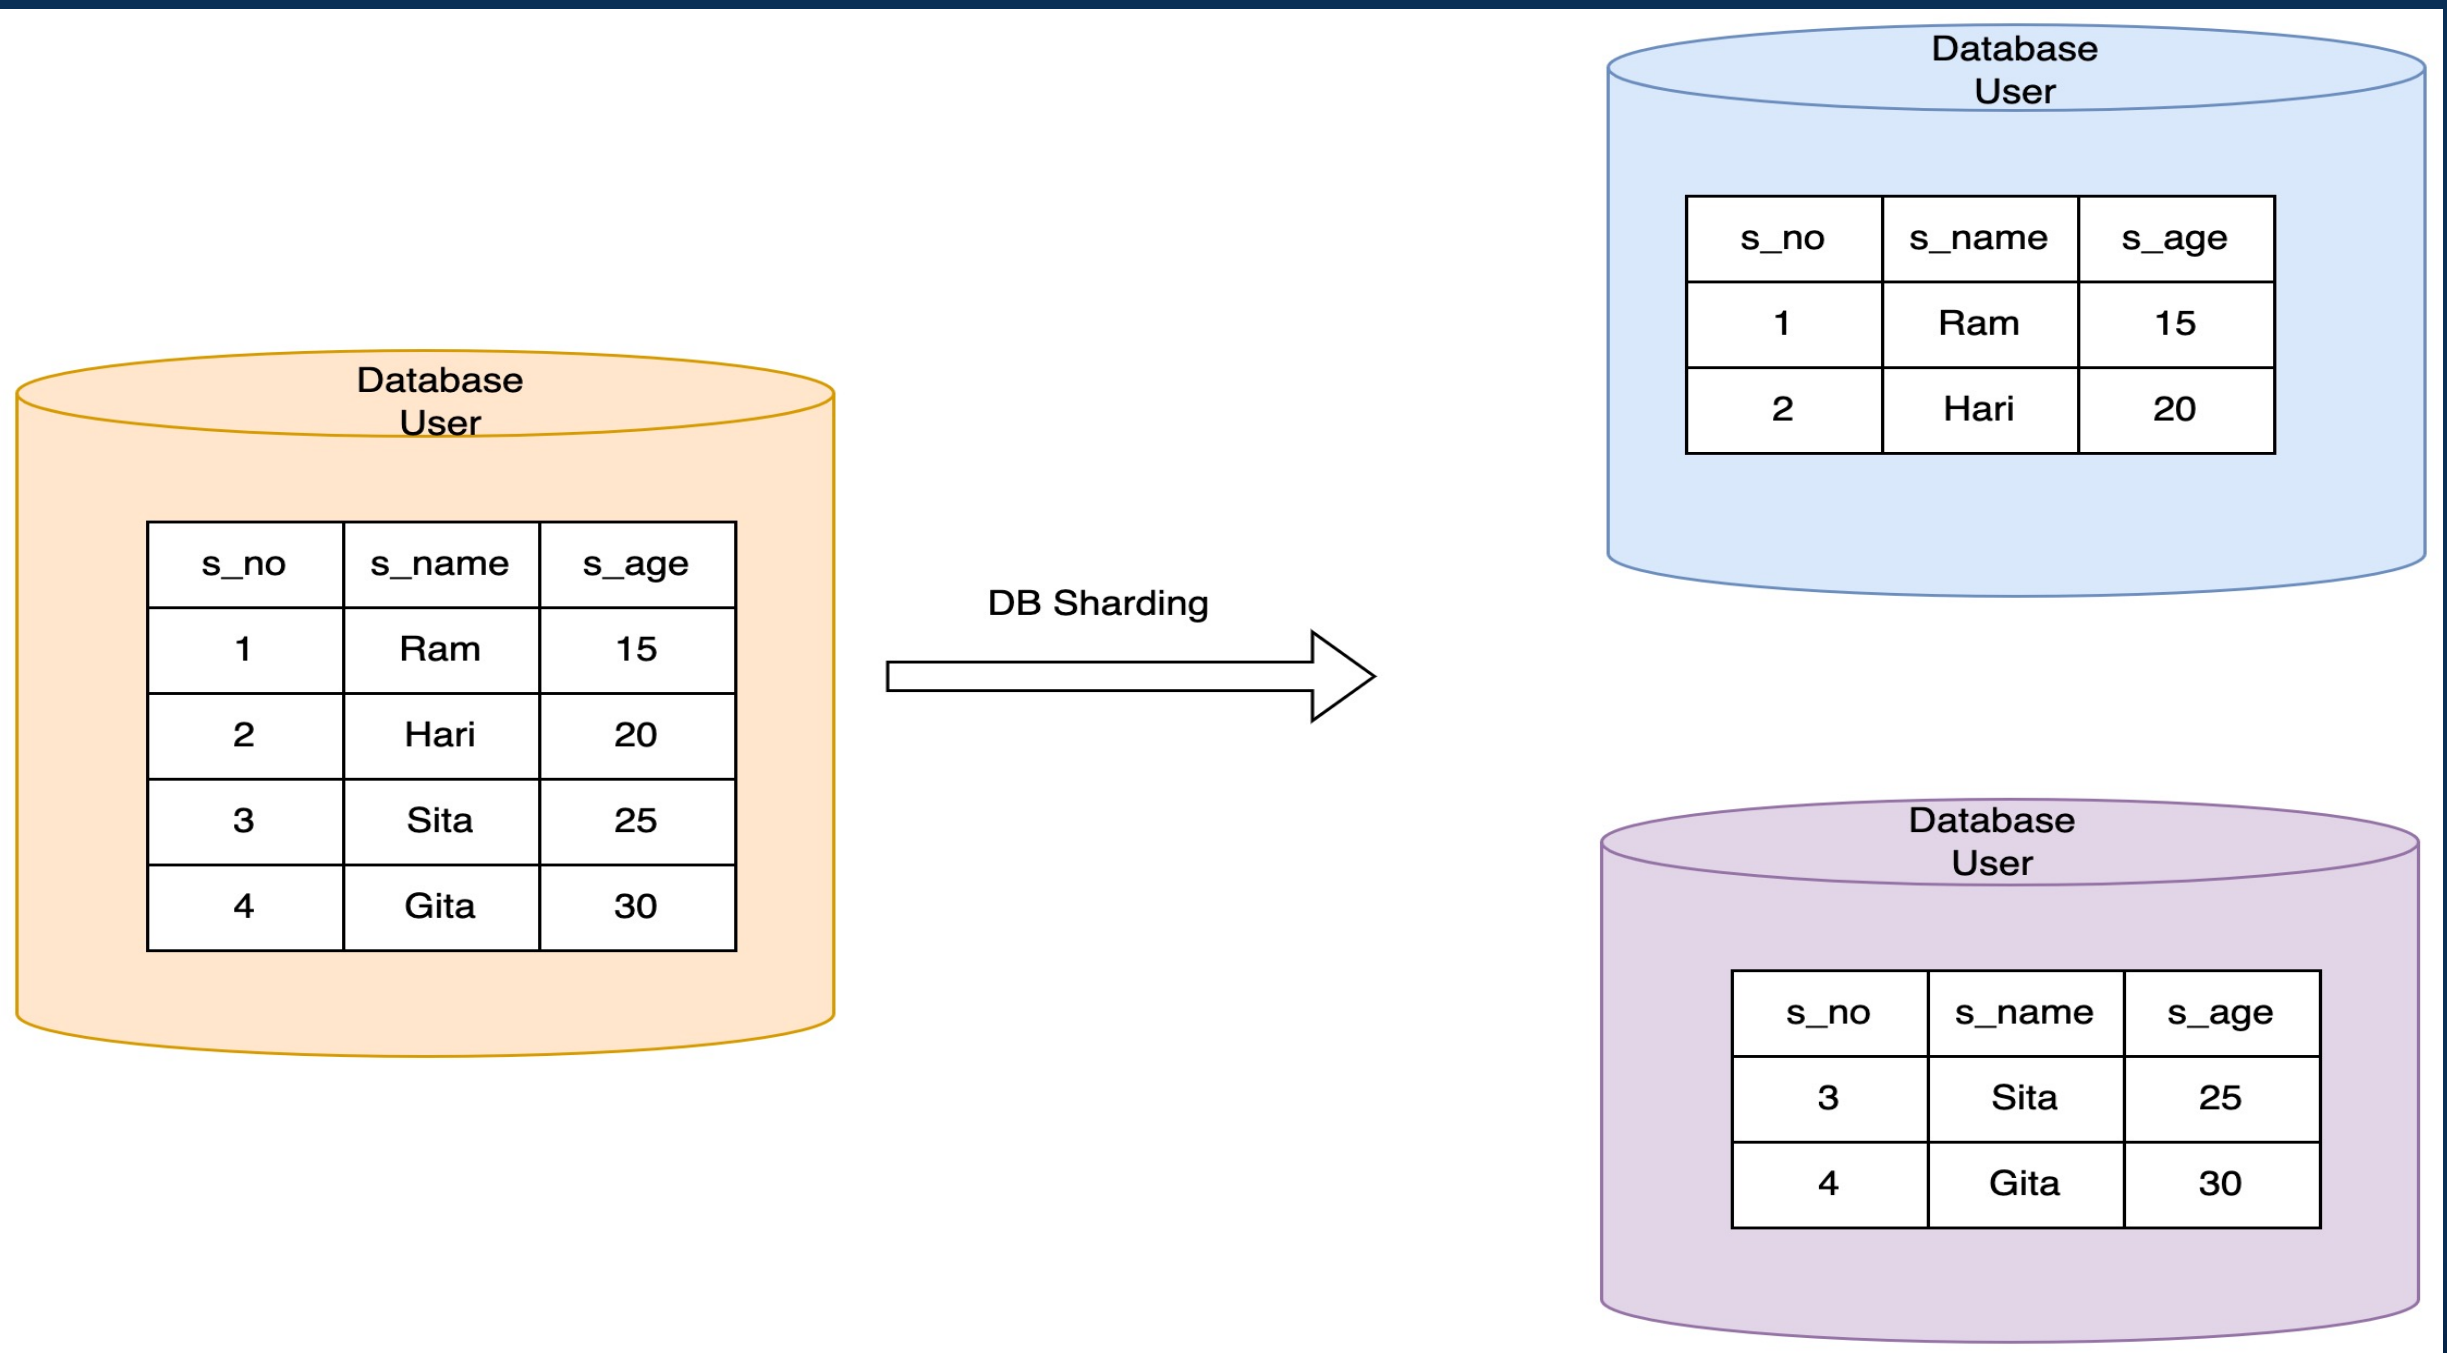 Database
User
s_no s_name s_age
1 Ram 15
2 Hari 20
3 Sita 25
4 Gita 30
DB Sharding
Database
User
s_no s_name s_age
1 Ram 15
2 Hari 20
Database
User
s_no s_name s_age
3 Sita 25
4 Gita 30